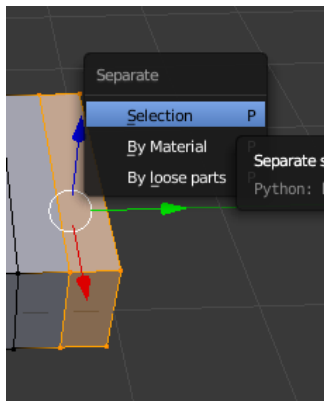 Separate
Selection P
By Material P
By loose parts P
Separate s
Python: